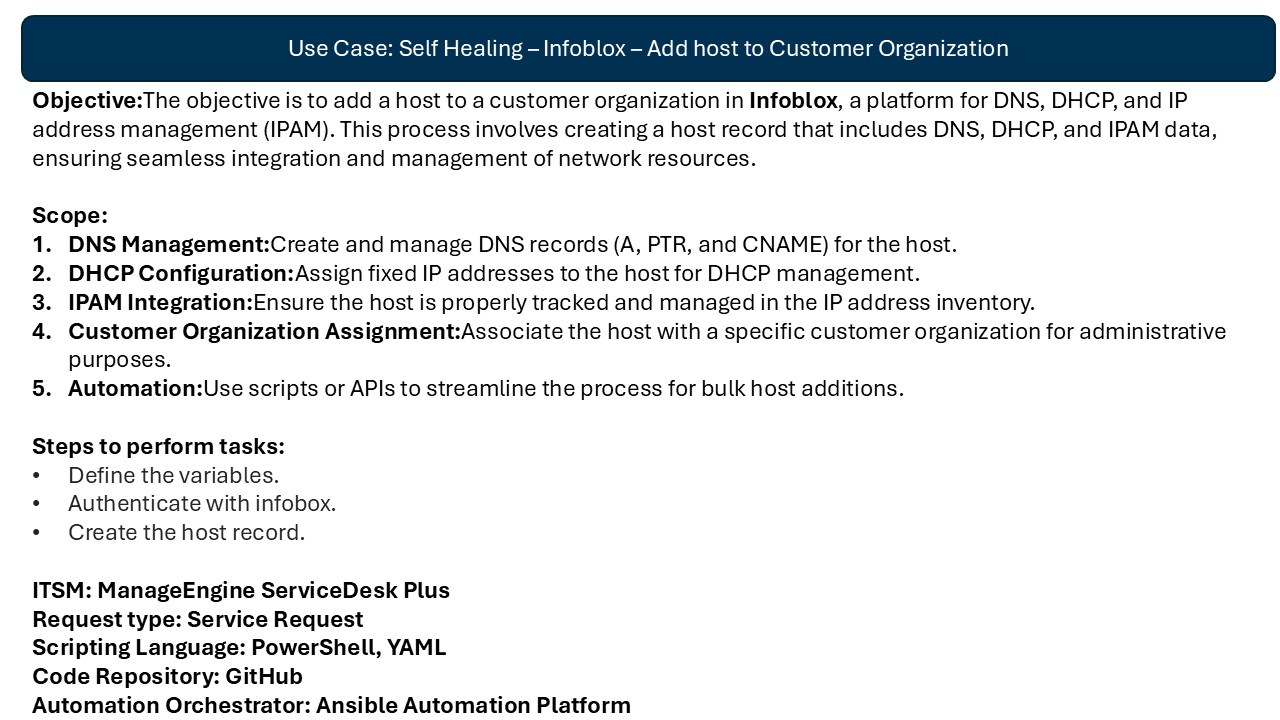 Use Case: Self Healing – Infoblox – Add host to Customer Organization
Objective:The objective is to add a host to a customer organization in Infoblox, a platform for DNS, DHCP, and IP
address management (IPAM). This process involves creating a host record that includes DNS, DHCP, and IPAM data,
ensuring seamless integration and management of network resources.
Scope:
1. DNS Management:Create and manage DNS records (A, PTR, and CNAME) for the host.
2. DHCP Configuration:Assign fixed IP addresses to the host for DHCP management.
3. IPAM Integration:Ensure the host is properly tracked and managed in the IP address inventory.
4. Customer Organization Assignment:Associate the host with a specific customer organization for administrative
purposes.
5. Automation:Use scripts or APIs to streamline the process for bulk host additions.
Steps to perform tasks:
• Define the variables.
• Authenticate with infobox.
• Create the host record.
ITSM: ManageEngine ServiceDesk Plus
Request type: Service Request
Scripting Language: PowerShell, YAML
Code Repository: GitHub
Automation Orchestrator: Ansible Automation Platform